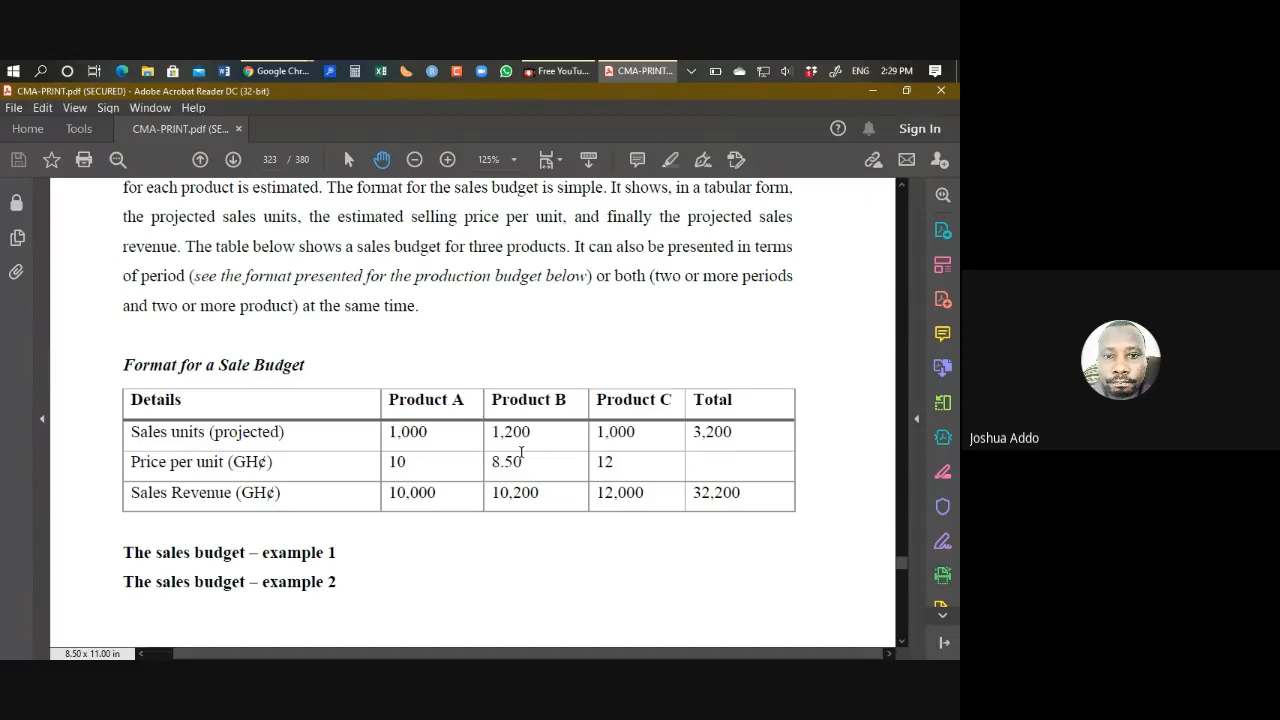 Google Chr...
Free YouTu...
CMA-PRINT...
ENG
2:29 PM
CMA-PRINT.pdf (SECURED) - Adobe Acrobat Reader DC (32-bit)
File Edit View Sign Window Help
Home Tools CMA-PRINT.pdf (SE... × Sign In
323 / 380 125%
for each product is estimated. The format for the sales budget is simple. It shows, in a tabular form,
the projected sales units, the estimated selling price per unit, and finally the projected sales
revenue. The table below shows a sales budget for three products. It can also be presented in terms
of period (see the format presented for the production budget below) or both (two or more periods
and two or more product) at the same time.
Format for a Sale Budget
Details Product A Product B Product C Total
Sales units (projected) 1,000 1,200 1,000 3,200
Price per unit (GH¢) 10 8.50 12
Sales Revenue (GH¢) 10,000 10,200 12,000 32,200
The sales budget – example 1
The sales budget – example 2
8.50 x 11.00 in
Joshua Addo